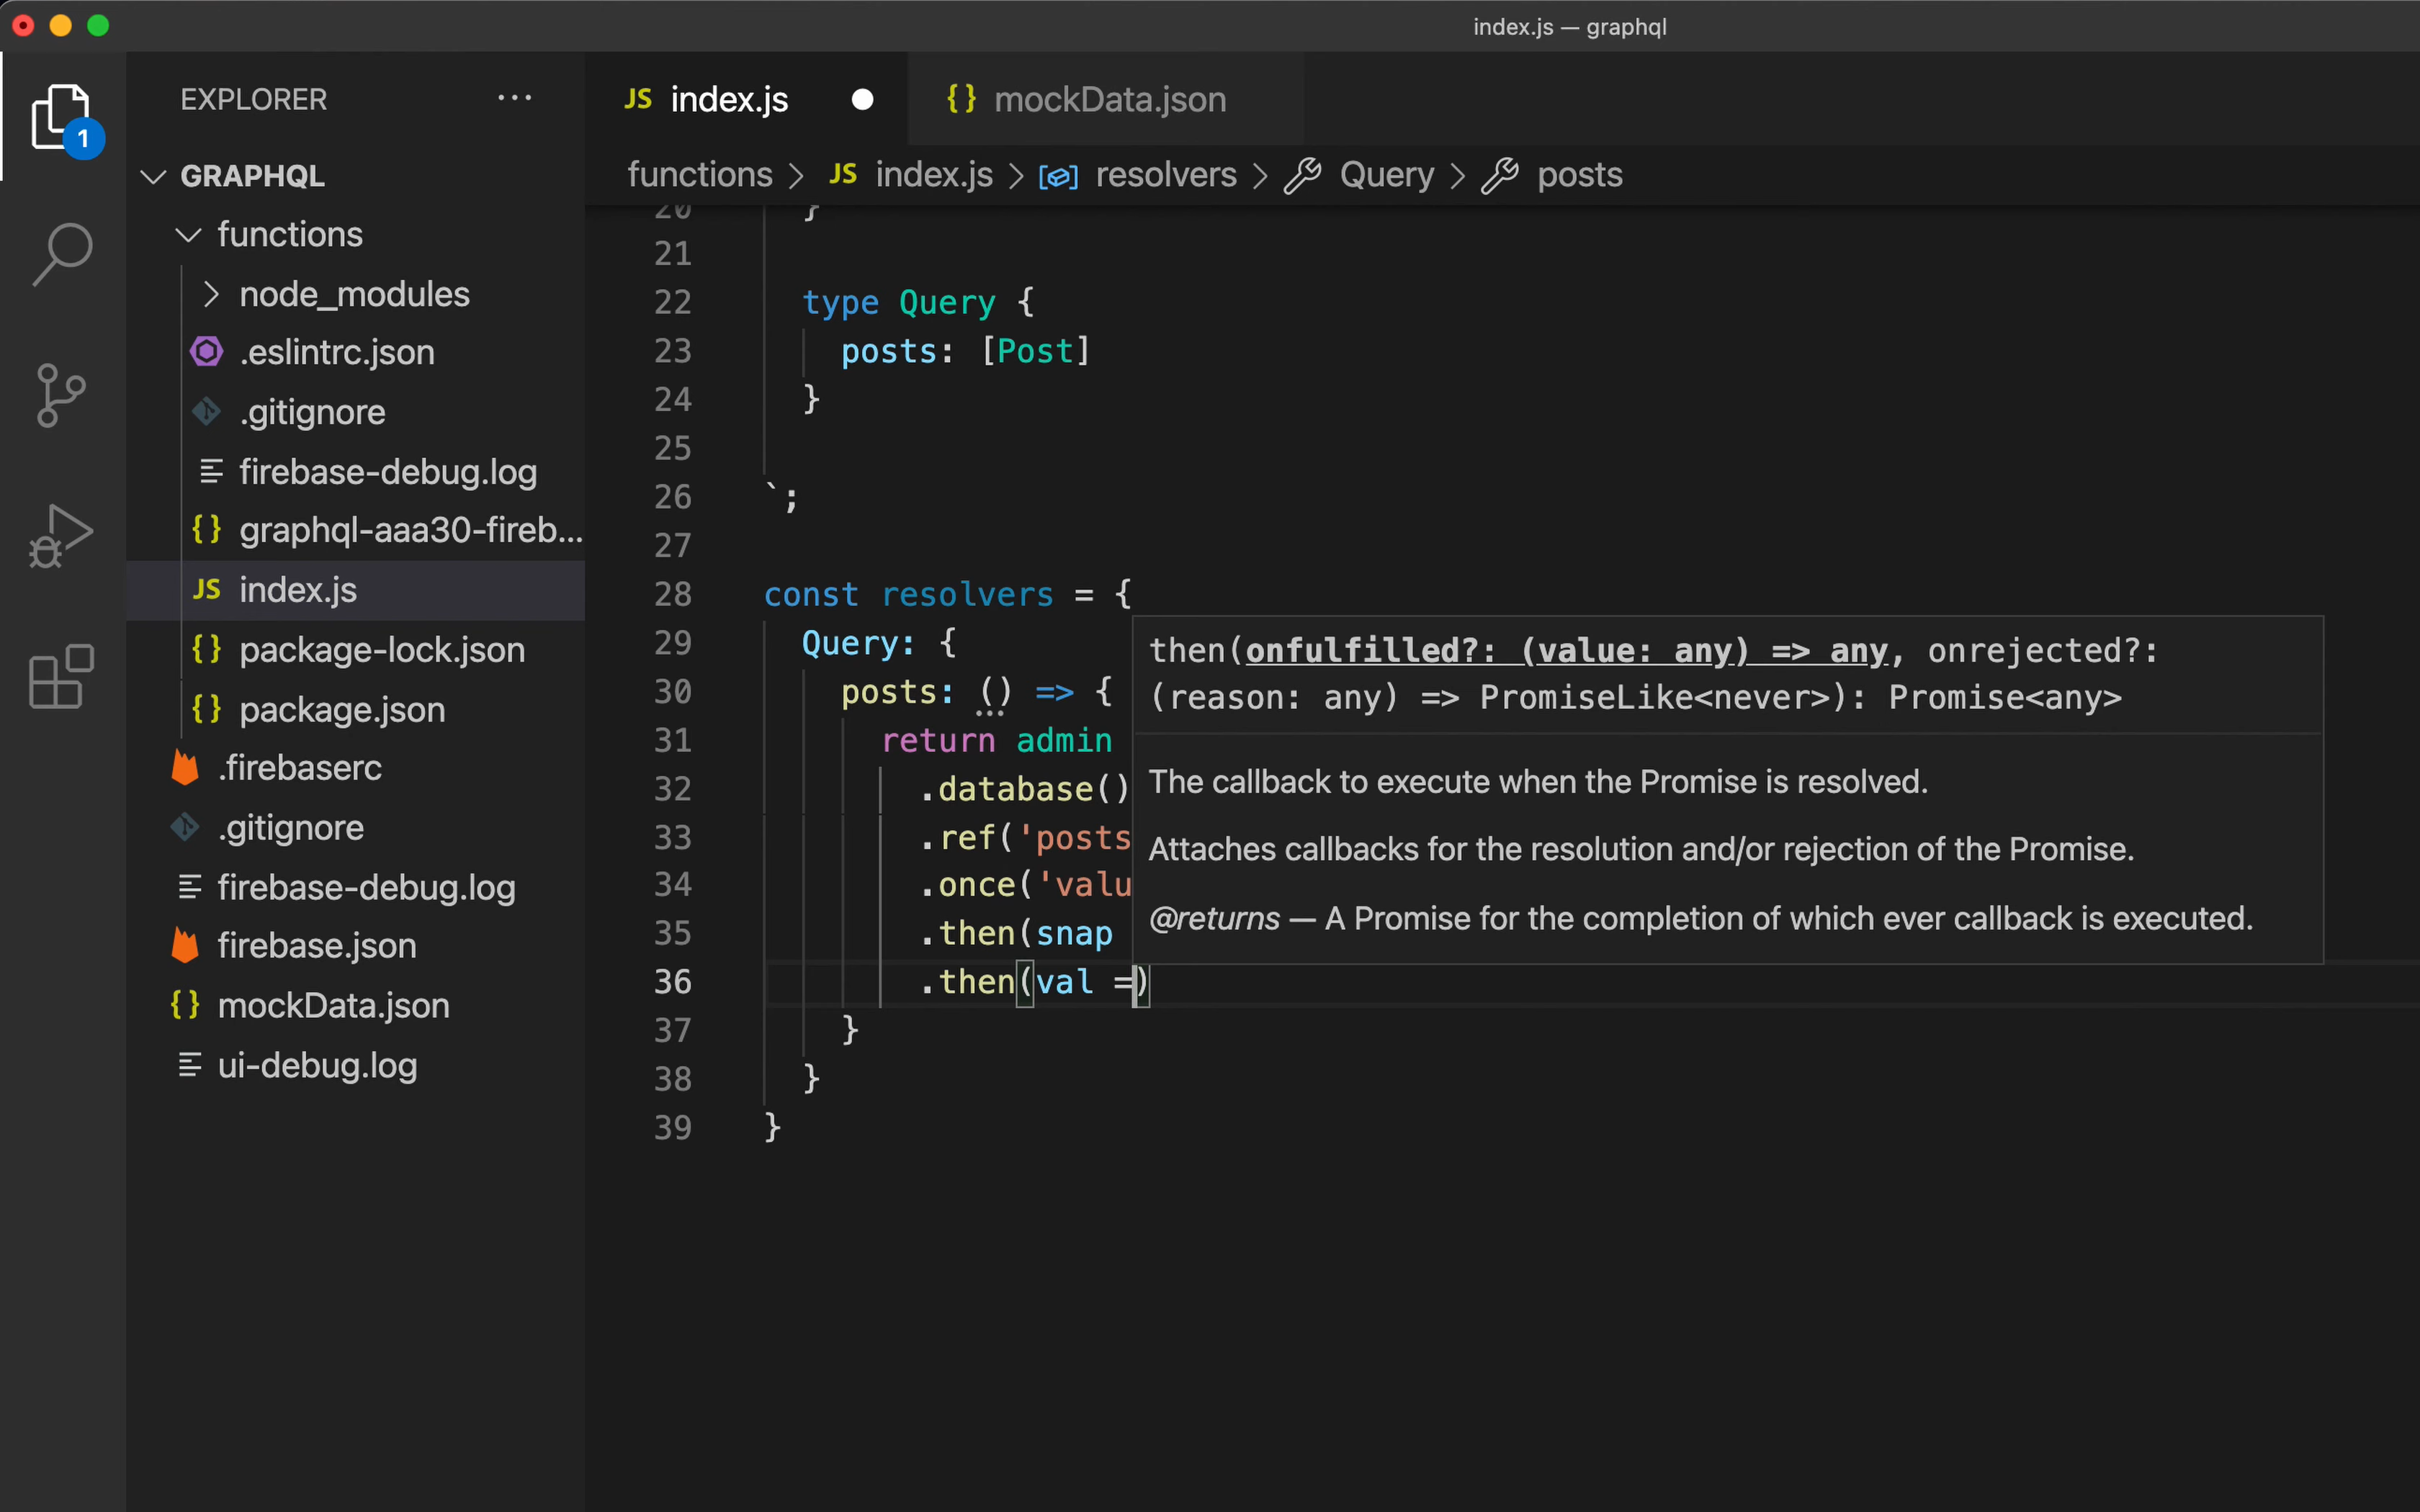 index.js — graphql
1
EXPLORER ...
JS index.js
{} mockData.json
functions > JS index.js > resolvers > Query > posts
GRAPHQL
functions
node_modules
.eslintrc.json
.gitignore
firebase-debug.log
{} graphql-aaa30-fireb...
JS index.js
{} package-lock.json
{} package.json
.firebaserc
.gitignore
firebase-debug.log
firebase.json
{} mockData.json
ui-debug.log
20 }
21
22 type Query {
23 posts: [Post]
24 }
25
26 `;
27
28 const resolvers = {
29 Query: {
30 posts: () => {
31 return admin
32 .database()
33 .ref('posts
34 .once('valu
35 .then(snap
36 .then(val =)
37 }
38 }
39 }
then(onfulfilled?: (value: any) => any, onrejected?:
(reason: any) => PromiseLike<never>): Promise<any>
The callback to execute when the Promise is resolved.
Attaches callbacks for the resolution and/or rejection of the Promise.
@returns — A Promise for the completion of which ever callback is executed.